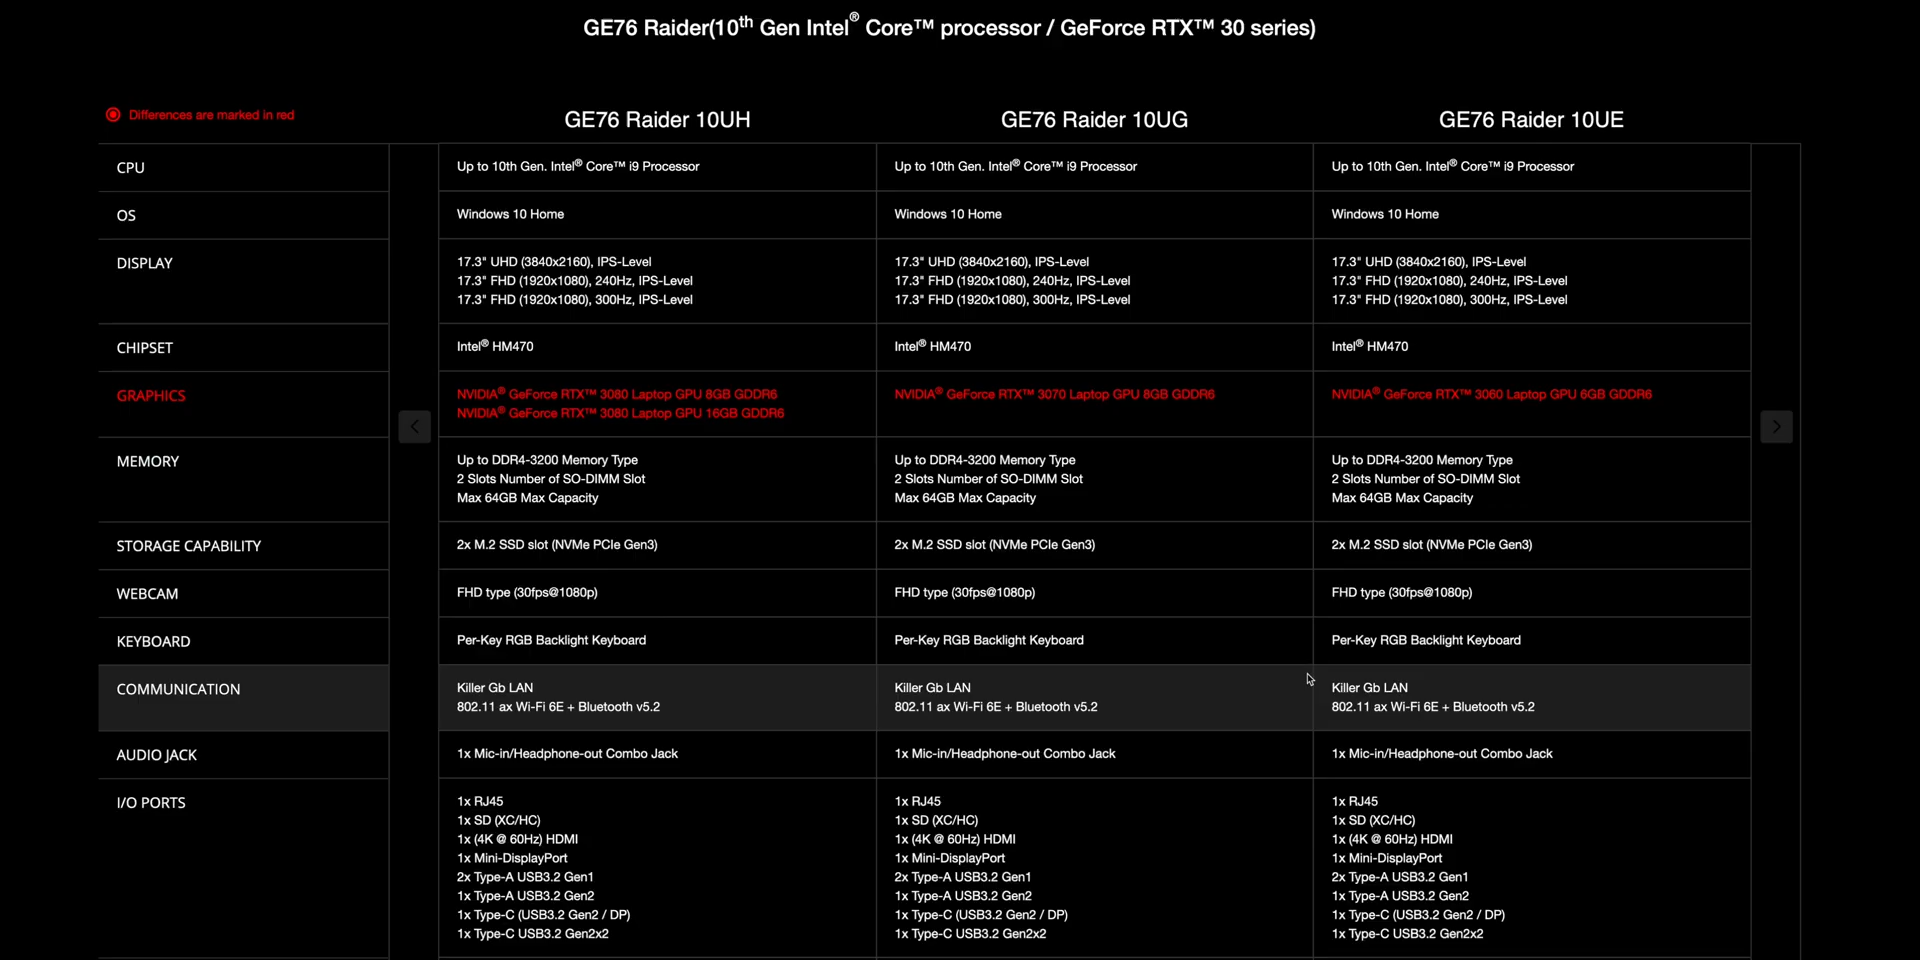 GE76 Raider(10th Gen Intel® Core™ processor / GeForce RTX™ 30 series)
Differences are marked in red
GE76 Raider 10UH
GE76 Raider 10UG
GE76 Raider 10UE
CPU
Up to 10th Gen. Intel® Core™ i9 Processor
Up to 10th Gen. Intel® Core™ i9 Processor
Up to 10th Gen. Intel® Core™ i9 Processor
OS
Windows 10 Home
Windows 10 Home
Windows 10 Home
DISPLAY
17.3" UHD (3840x2160), IPS-Level
17.3" FHD (1920x1080), 240Hz, IPS-Level
17.3" FHD (1920x1080), 300Hz, IPS-Level
17.3" UHD (3840x2160), IPS-Level
17.3" FHD (1920x1080), 240Hz, IPS-Level
17.3" FHD (1920x1080), 300Hz, IPS-Level
17.3" UHD (3840x2160), IPS-Level
17.3" FHD (1920x1080), 240Hz, IPS-Level
17.3" FHD (1920x1080), 300Hz, IPS-Level
CHIPSET
Intel® HM470
Intel® HM470
Intel® HM470
GRAPHICS
NVIDIA® GeForce RTX™ 3080 Laptop GPU 8GB GDDR6
NVIDIA® GeForce RTX™ 3080 Laptop GPU 16GB GDDR6
NVIDIA® GeForce RTX™ 3070 Laptop GPU 8GB GDDR6
NVIDIA® GeForce RTX™ 3060 Laptop GPU 6GB GDDR6
MEMORY
Up to DDR4-3200 Memory Type
2 Slots Number of SO-DIMM Slot
Max 64GB Max Capacity
Up to DDR4-3200 Memory Type
2 Slots Number of SO-DIMM Slot
Max 64GB Max Capacity
Up to DDR4-3200 Memory Type
2 Slots Number of SO-DIMM Slot
Max 64GB Max Capacity
STORAGE CAPABILITY
2x M.2 SSD slot (NVMe PCIe Gen3)
2x M.2 SSD slot (NVMe PCIe Gen3)
2x M.2 SSD slot (NVMe PCIe Gen3)
WEBCAM
FHD type (30fps@1080p)
FHD type (30fps@1080p)
FHD type (30fps@1080p)
KEYBOARD
Per-Key RGB Backlight Keyboard
Per-Key RGB Backlight Keyboard
Per-Key RGB Backlight Keyboard
COMMUNICATION
Killer Gb LAN
802.11 ax Wi-Fi 6E + Bluetooth v5.2
Killer Gb LAN
802.11 ax Wi-Fi 6E + Bluetooth v5.2
Killer Gb LAN
802.11 ax Wi-Fi 6E + Bluetooth v5.2
AUDIO JACK
1x Mic-in/Headphone-out Combo Jack
1x Mic-in/Headphone-out Combo Jack
1x Mic-in/Headphone-out Combo Jack
I/O PORTS
1x RJ45
1x SD (XC/HC)
1x (4K @ 60Hz) HDMI
1x Mini-DisplayPort
2x Type-A USB3.2 Gen1
1x Type-A USB3.2 Gen2
1x Type-C (USB3.2 Gen2 / DP)
1x Type-C USB3.2 Gen2x2
1x RJ45
1x SD (XC/HC)
1x (4K @ 60Hz) HDMI
1x Mini-DisplayPort
2x Type-A USB3.2 Gen1
1x Type-A USB3.2 Gen2
1x Type-C (USB3.2 Gen2 / DP)
1x Type-C USB3.2 Gen2x2
1x RJ45
1x SD (XC/HC)
1x (4K @ 60Hz) HDMI
1x Mini-DisplayPort
2x Type-A USB3.2 Gen1
1x Type-A USB3.2 Gen2
1x Type-C (USB3.2 Gen2 / DP)
1x Type-C USB3.2 Gen2x2